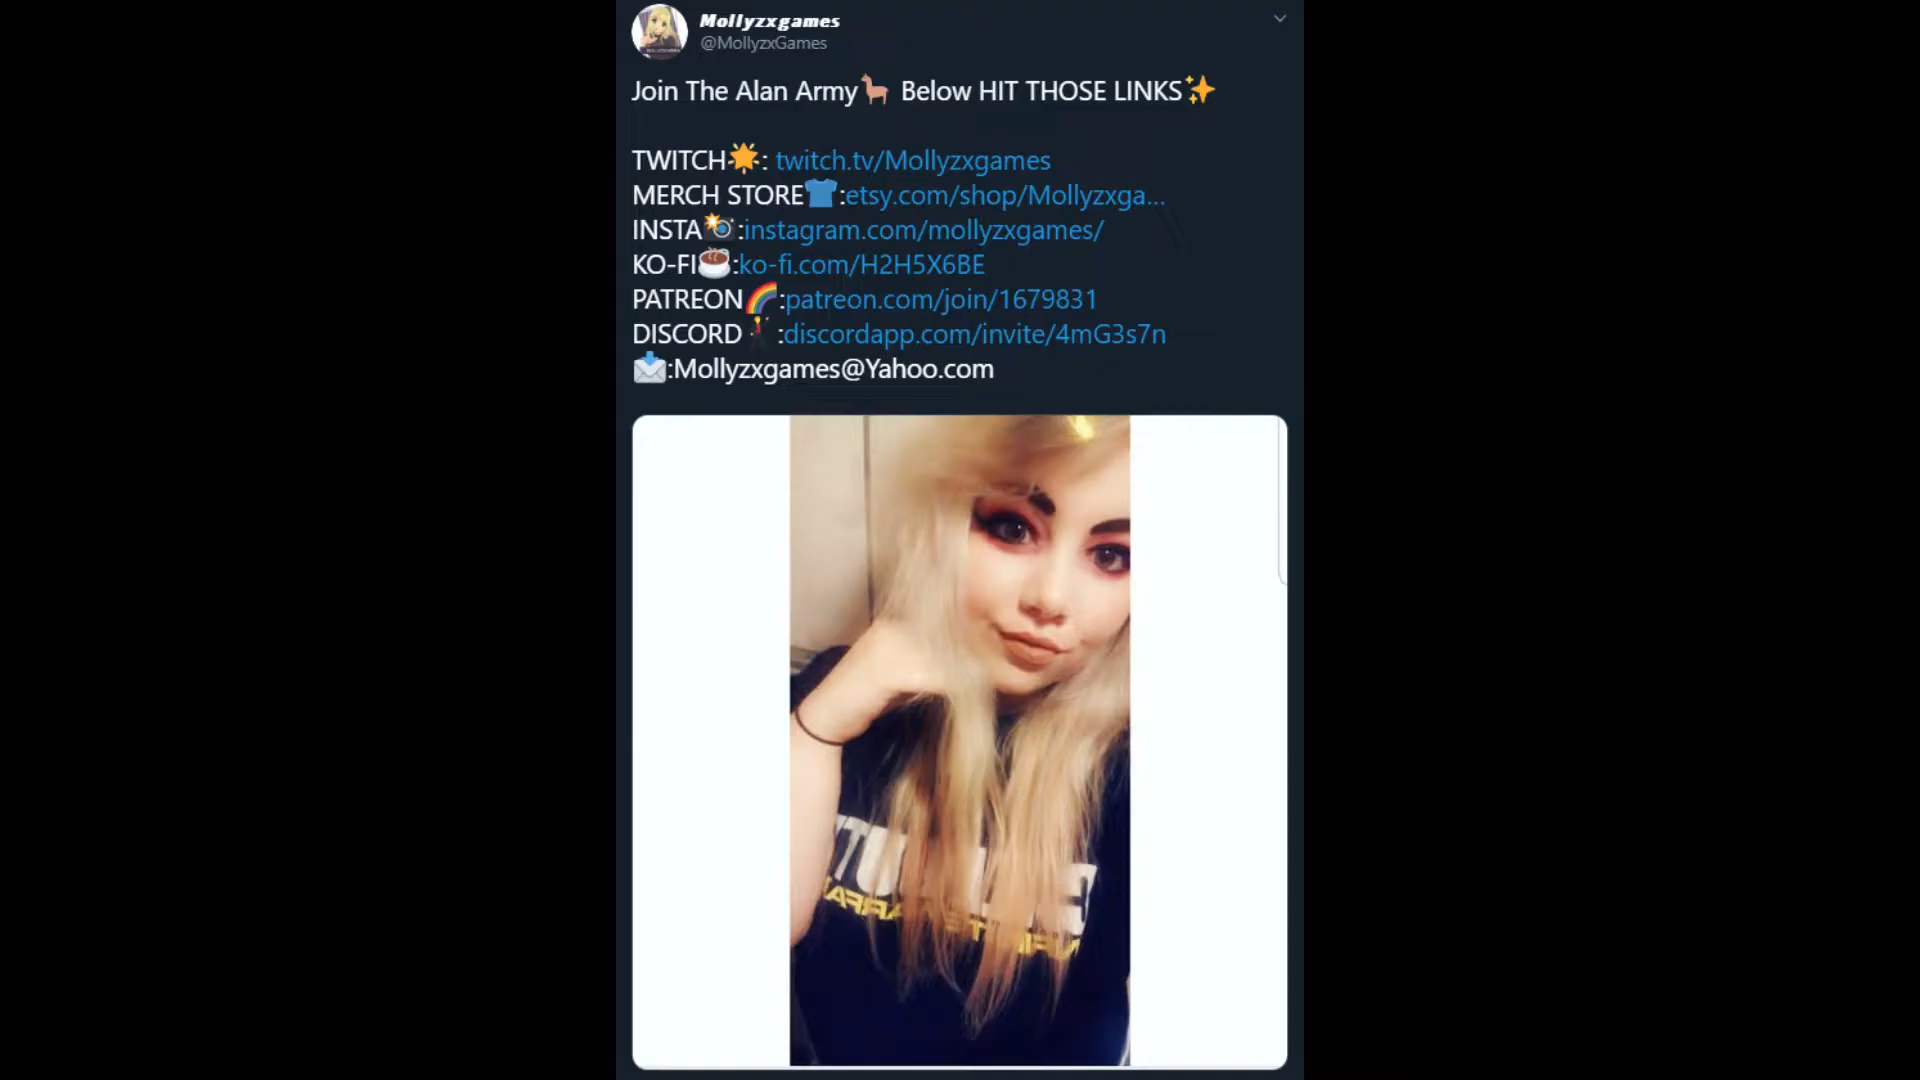 Mollyzxgames
@MollyzxGames
Join The Alan Army🦙 Below HIT THOSE LINKS✨
TWITCH🌟: twitch.tv/Mollyzxgames
MERCH STORE👕:etsy.com/shop/Mollyzxga...
INSTA📸:instagram.com/mollyzxgames/
KO-FI☕:ko-fi.com/H2H5X6BE
PATREON🌈:patreon.com/join/1679831
DISCORD💃:discordapp.com/invite/4mG3s7n
📩:Mollyzxgames@Yahoo.com